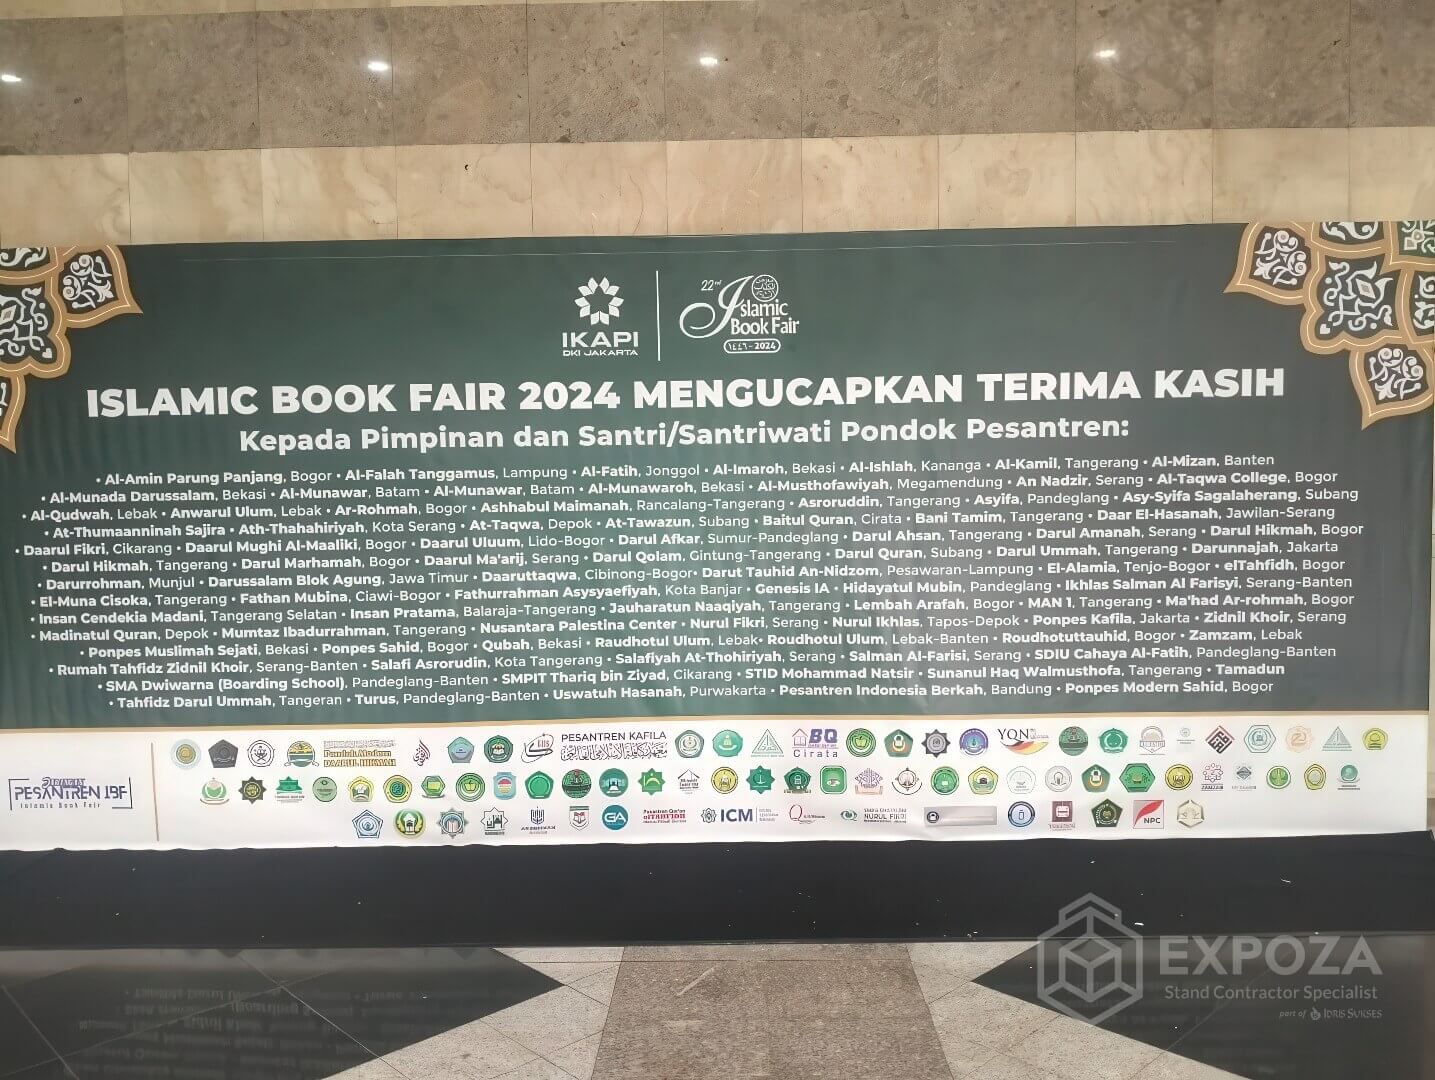 IKAPI
DKI JAKARTA
22nd Islamic
Book Fair
١٤٤٦ - 2024
ISLAMIC BOOK FAIR 2024 MENGUCAPKAN TERIMA KASIH
Kepada Pimpinan dan Santri/Santriwati Pondok Pesantren:
• Al-Amin Parung Panjang, Bogor • Al-Falah Tanggamus, Lampung • Al-Fatih, Jonggol • Al-Imaroh, Bekasi • Al-Ishlah, Kananga • Al-Kamil, Tangerang • Al-Mizan, Banten
• Al-Munada Darussalam, Bekasi • Al-Munawar, Batam • Al-Munawar, Batam • Al-Munawaroh, Bekasi • Al-Musthofawiyah, Megamendung • An Nadzir, Serang • Al-Taqwa College, Bogor
• Al-Qudwah, Lebak • Anwarul Ulum, Lebak • Ar-Rohmah, Bogor • Ashhabul Maimanah, Rancalang-Tangerang • Asroruddin, Tangerang • Asyifa, Pandeglang • Asy-Syifa Sagalaherang, Subang
• At-Thumaanninah Sajira • Ath-Thahahiriyah, Kota Serang • At-Taqwa, Depok • At-Tawazun, Subang • Baitul Quran, Cirata • Bani Tamim, Tangerang • Daar El-Hasanah, Jawilan-Serang
• Daarul Fikri, Cikarang • Daarul Mughi Al-Maaliki, Bogor • Daarul Uluum, Lido-Bogor • Darul Afkar, Sumur-Pandeglang • Darul Ahsan, Tangerang • Darul Amanah, Serang • Darul Hikmah, Bogor
• Darul Hikmah, Tangerang • Darul Marhamah, Bogor • Daarul Ma'arij, Serang • Darul Qolam, Gintung-Tangerang • Darul Quran, Subang • Darul Ummah, Tangerang • Darunnajah, Jakarta
• Darurrohman, Munjul • Darussalam Blok Agung, Jawa Timur • Daaruttaqwa, Cibinong-Bogor• Darut Tauhid An-Nidzom, Pesawaran-Lampung • El-Alamia, Tenjo-Bogor • elTahfidh, Bogor
• El-Muna Cisoka, Tangerang • Fathan Mubina, Ciawi-Bogor • Fathurrahman Asysyaefiyah, Kota Banjar • Genesis IA • Hidayatul Mubin, Pandeglang • Ikhlas Salman Al Farisyi, Serang-Banten
• Insan Cendekia Madani, Tangerang Selatan • Insan Pratama, Balaraja-Tangerang • Jauharatun Naaqiyah, Tangerang • Lembah Arafah, Bogor • MAN 1, Tangerang • Ma'had Ar-rohmah, Bogor
• Madinatul Quran, Depok • Mumtaz Ibadurrahman, Tangerang • Nusantara Palestina Center • Nurul Fikri, Serang • Nurul Ikhlas, Tapos-Depok • Ponpes Kafila, Jakarta • Zidnil Khoir, Serang
• Ponpes Muslimah Sejati, Bekasi • Ponpes Sahid, Bogor • Qubah, Bekasi • Raudhotul Ulum, Lebak• Roudhotul Ulum, Lebak-Banten • Roudhotuttauhid, Bogor • Zamzam, Lebak
• Rumah Tahfidz Zidnil Khoir, Serang-Banten • Salafi Asrorudin, Kota Tangerang • Salafiyah At-Thohiriyah, Serang • Salman Al-Farisi, Serang • SDIU Cahaya Al-Fatih, Pandeglang-Banten
• SMA Dwiwarna (Boarding School), Pandeglang-Banten • SMPIT Thariq bin Ziyad, Cikarang • STID Mohammad Natsir • Sunanul Haq Walmusthofa, Tangerang • Tamadun
• Tahfidz Darul Ummah, Tangeran • Turus, Pandeglang-Banten • Uswatuh Hasanah, Purwakarta • Pesantren Indonesia Berkah, Bandung • Ponpes Modern Sahid, Bogor
PESANTREN IBF
Islamic Book Fair
Pondok Modern
DAARUL HIKMAH
PESANTREN KAFILA
BQ
Cirata
YQN
GA
ICM
NURUL FIKRI
NPC
EXPOZA
Stand Contractor Specialist
part of IDRIS SUKSES